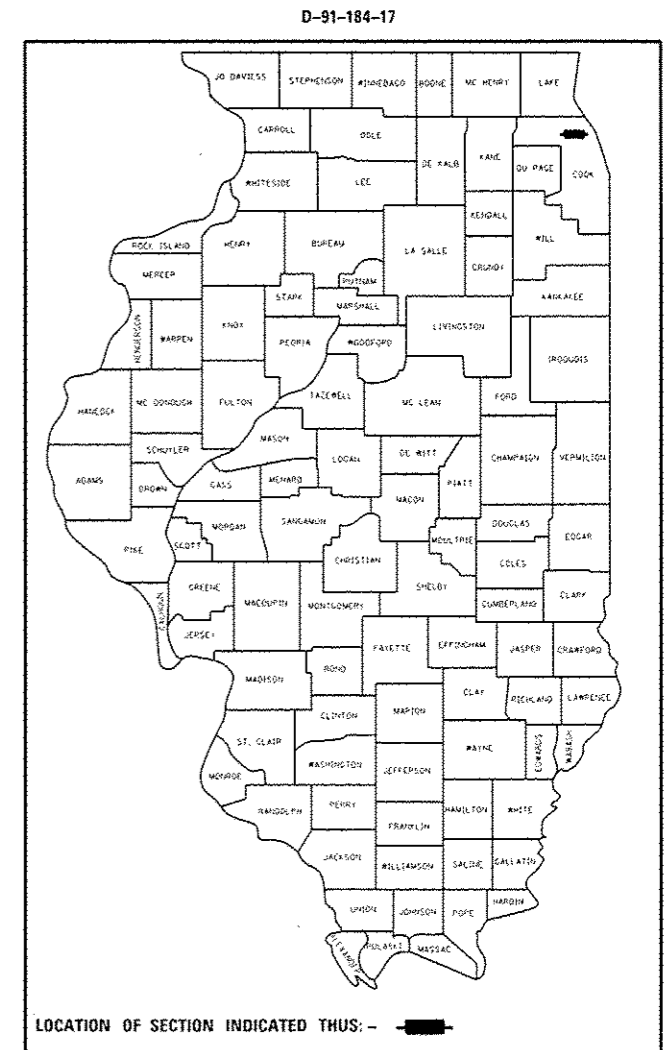 D-91-184-17
JO DAVIESS STEPHENSON WINNEBAGO BOONE MC HENRY LAKE
CARROLL OGLE
DE KALB KANE DU PAGE COOK
WHITESIDE LEE
KENDALL
ROCK ISLAND HENRY BUREAU LA SALLE WILL
MERCER PUTNAM GRUNDY
STARK MARSHALL KANKAKEE
HENDERSON WARREN KNOX PEORIA LIVINGSTON
WOODFORD IROQUOIS
HANCOCK MC DONOUGH FULTON TAZEWELL MC LEAN FORD
MASON
SCHUYLER LOGAN DE WITT CHAMPAIGN VERMILION
ADAMS BROWN CASS MENARD PIATT
MACON
MORGAN SANGAMON DOUGLAS
PIKE SCOTT CHRISTIAN MOULTRIE EDGAR
COLES
GREENE SHELBY
CALHOUN MACOUPIN MONTGOMERY CUMBERLAND CLARK
JERSEY
FAYETTE EFFINGHAM JASPER CRAWFORD
MADISON BOND
CLAY RICHLAND LAWRENCE
CLINTON MARION
ST. CLAIR WAYNE EDWARDS WABASH
MONROE WASHINGTON JEFFERSON
RANDOLPH PERRY HAMILTON WHITE
FRANKLIN
JACKSON WILLIAMSON SALINE GALLATIN
UNION JOHNSON POPE HARDIN
ALEXANDER PULASKI MASSAC
LOCATION OF SECTION INDICATED THUS: -